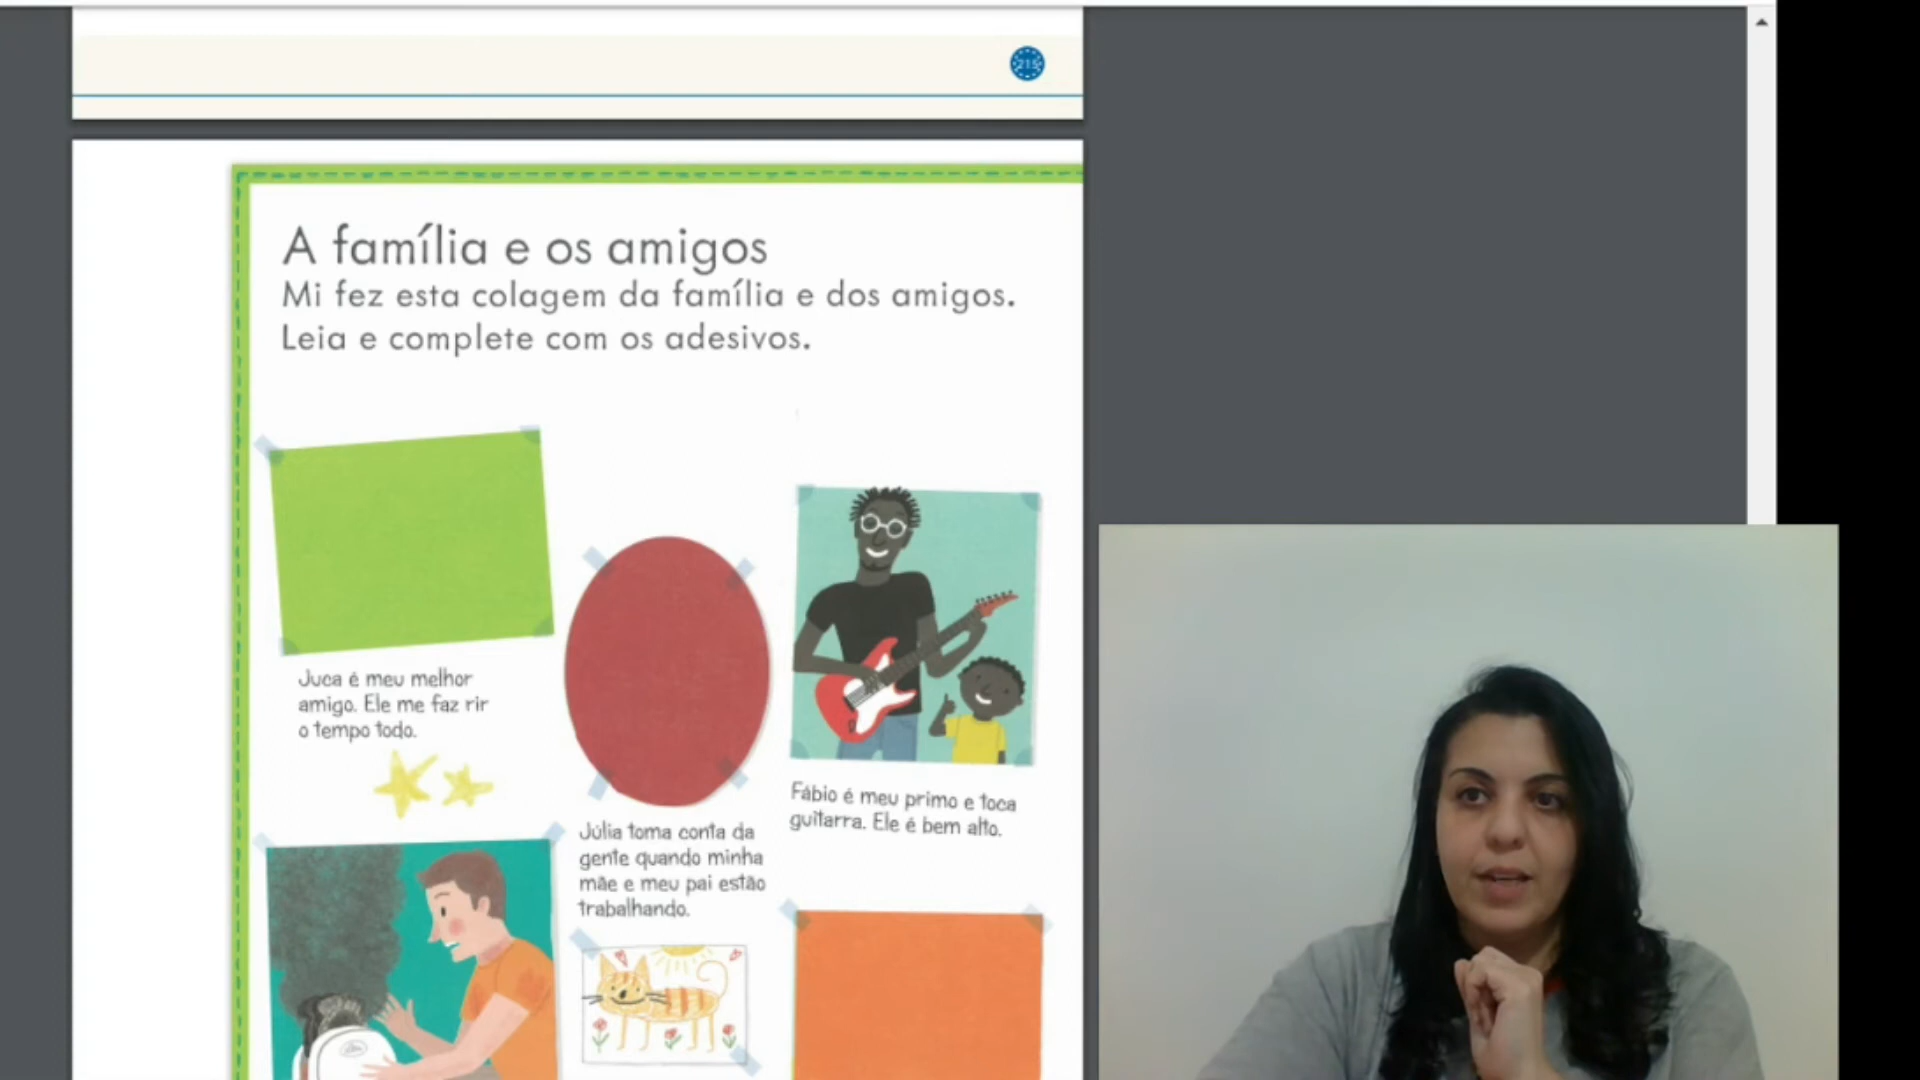 215
A família e os amigos
Mi fez esta colagem da família e dos amigos.
Leia e complete com os adesivos.
Juca é meu melhor
amigo. Ele me faz rir
o tempo todo.
Júlia toma conta da
gente quando minha
mãe e meu pai estão
trabalhando.
Fábio é meu primo e toca
guitarra. Ele é bem alto.